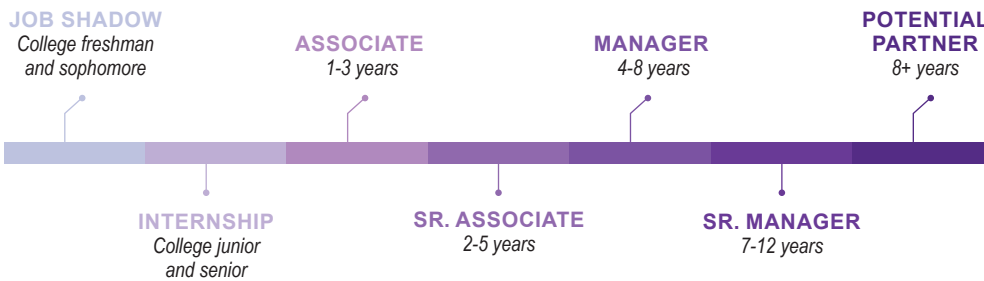 JOB SHADOW
College freshman
and sophomore
INTERNSHIP
College junior
and senior
ASSOCIATE
1-3 years
SR. ASSOCIATE
2-5 years
MANAGER
4-8 years
SR. MANAGER
7-12 years
POTENTIAL
PARTNER
8+ years